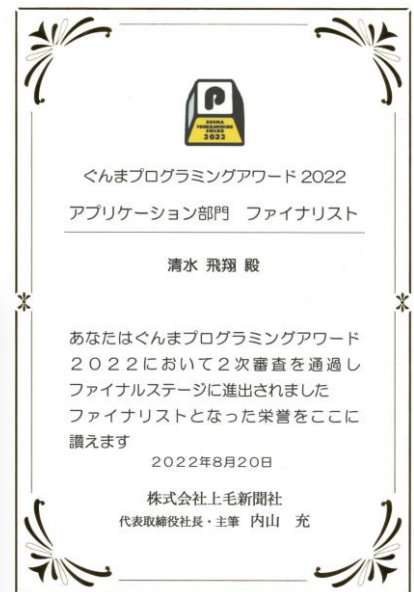 P
GUNMA
PROGRAMMING
AWARD
2022
ぐんまプログラミングアワード2022
アプリケーション部門 ファイナリスト
清水 飛翔 殿
あなたはぐんまプログラミングアワード
2022において2次審査を通過し
ファイナルステージに進出されました
ファイナリストとなった栄誉をここに
讃えます
2022年8月20日
株式会社上毛新聞社
代表取締役社長・主筆 内山 充